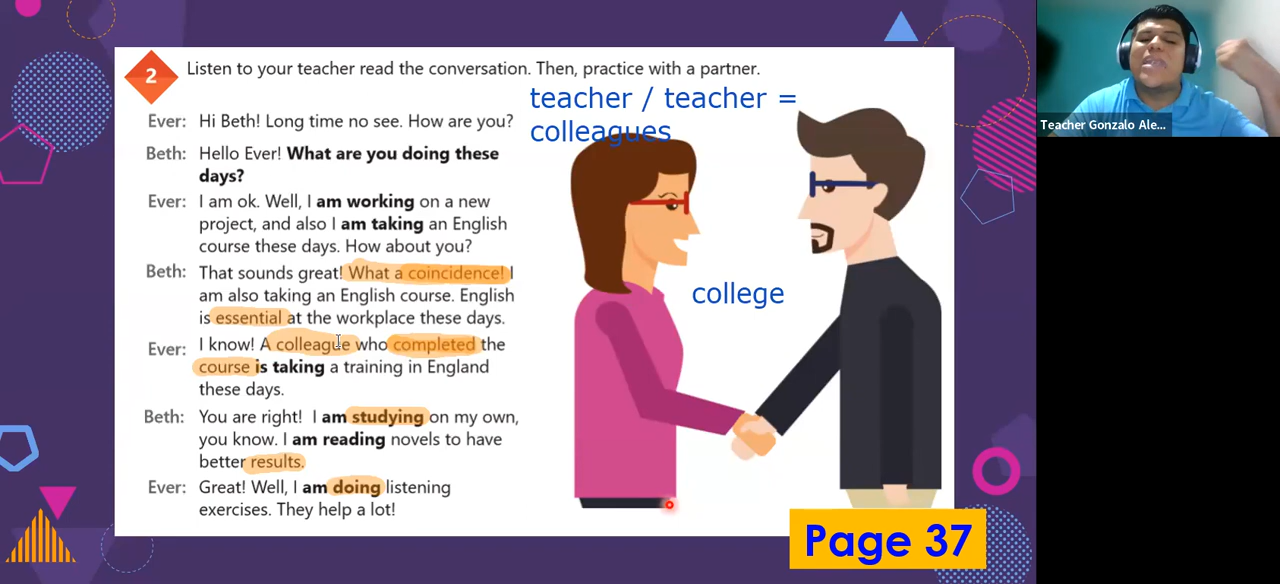 2 Listen to your teacher read the conversation. Then, practice with a partner.
teacher / teacher =
colleagues
Ever: Hi Beth! Long time no see. How are you?
Beth: Hello Ever! What are you doing these
days?
Ever: I am ok. Well, I am working on a new
project, and also I am taking an English
course these days. How about you?
Beth: That sounds great! What a coincidence! I
am also taking an English course. English
is essential at the workplace these days.
Ever: I know! A colleague who completed the
course is taking a training in England
these days.
Beth: You are right! I am studying on my own,
you know. I am reading novels to have
better results.
Ever: Great! Well, I am doing listening
exercises. They help a lot!
college
Page 37
Teacher Gonzalo Ale...